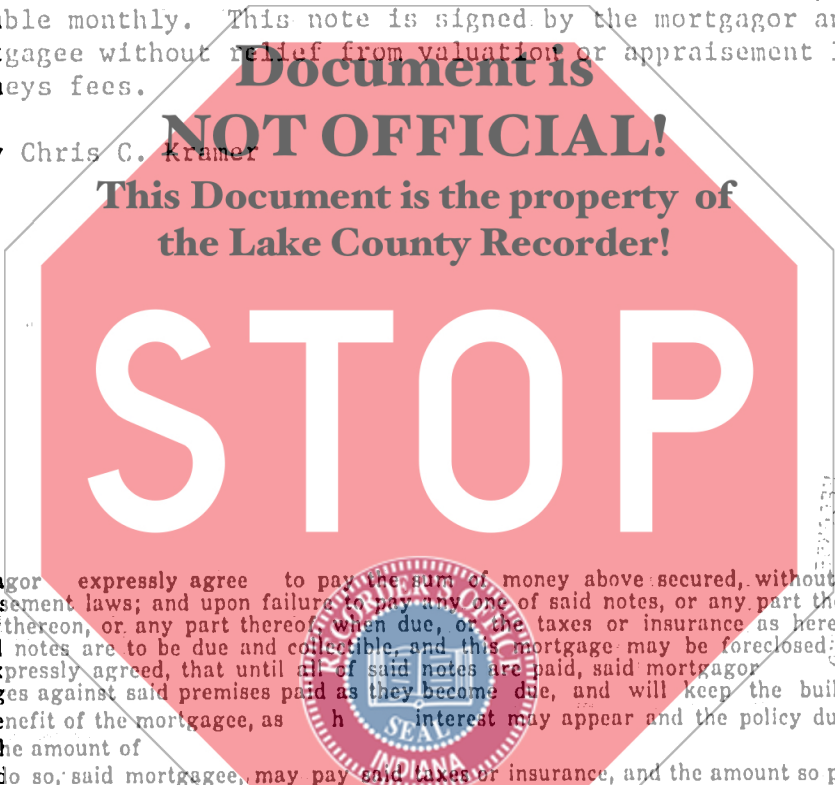 ble monthly. This note is signed by the mortgagor a
gagee without relief from valuation or appraisement
eys fees.
Document is
NOT OFFICIAL!
Chris C. Kramer
This Document is the property of
the Lake County Recorder!
STOP
gor expressly agree to pay the sum of money above secured, without
sement laws; and upon failure to pay any one of said notes, or any part th
thereon, or any part thereof, when due, or the taxes or insurance as here
notes are to be due and collectible, and this mortgage may be foreclosed
pressly agreed, that until all of said notes are paid, said mortgagor
ges against said premises paid as they become due, and will keep the buil
enefit of the mortgagee, as h interest may appear and the policy du
he amount of
do so, said mortgagee, may pay said taxes or insurance, and the amount so p
RECORDER'S OFFICE
SEAL
INDIANA